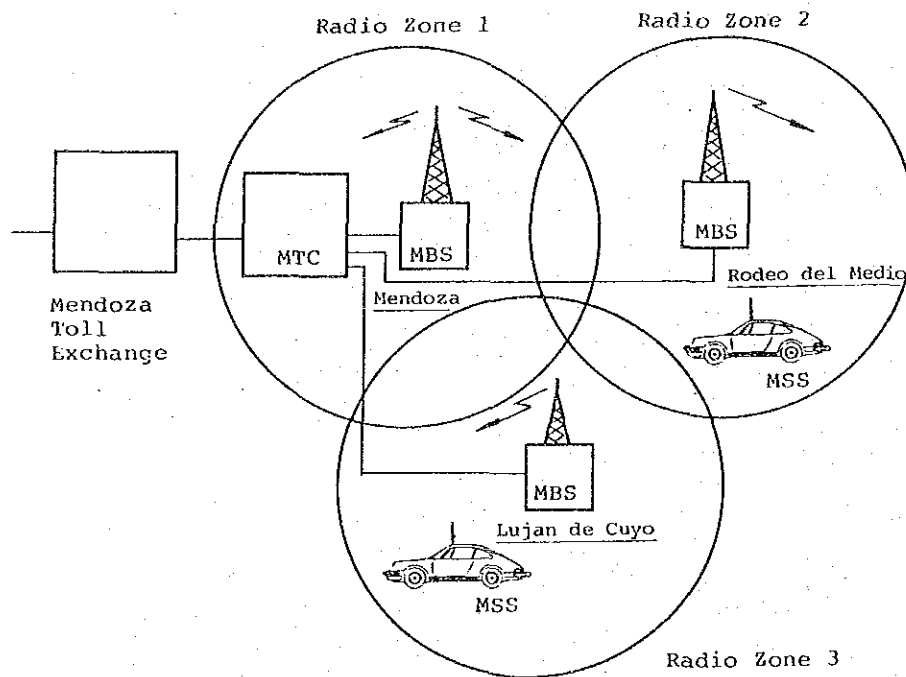 Radio Zone 1
Radio Zone 2
MTC
MBS
MBS
Rodeo del Medio
Mendoza
Mendoza
Toll
Exchange
MSS
MBS
Lujan de Cuyo
MSS
Radio Zone 3